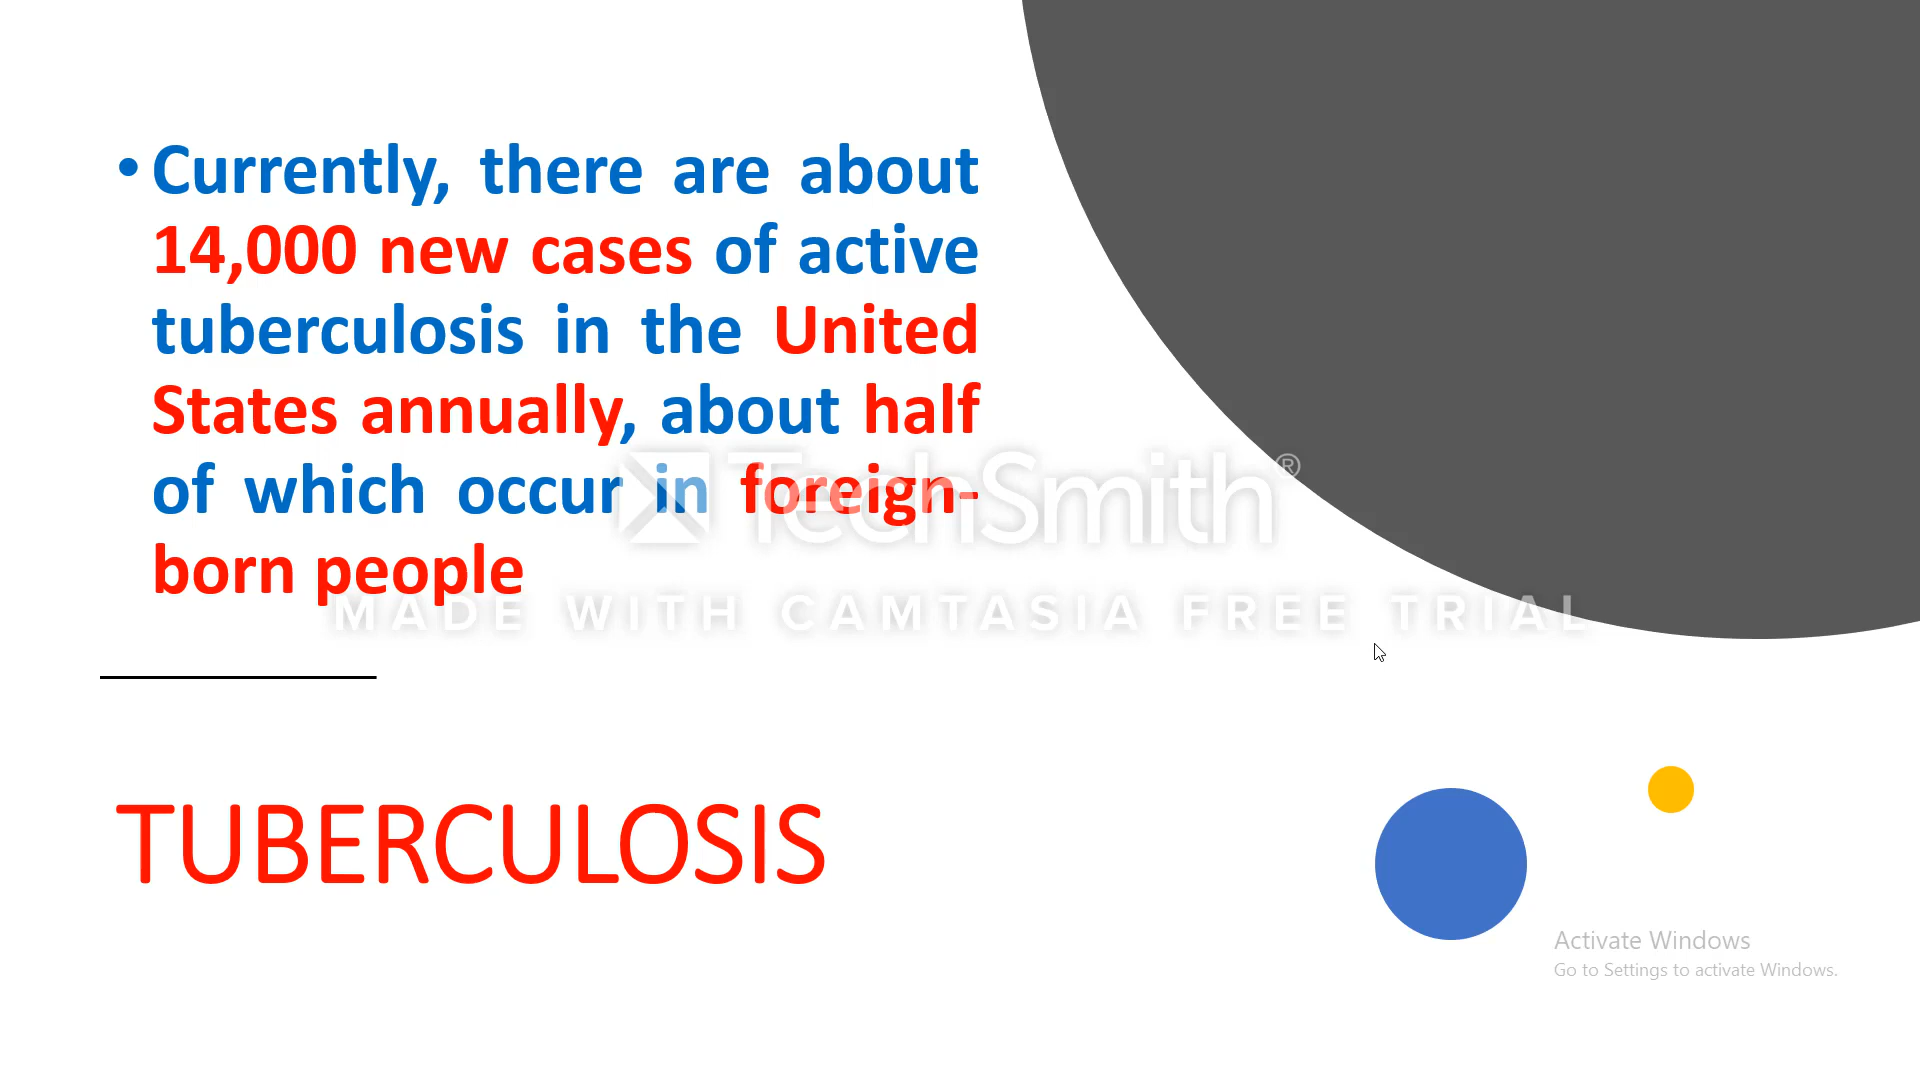 • Currently, there are about
14,000 new cases of active
tuberculosis in the United
States annually, about half
of which occur in foreign-
born people
TechSmith®
MADE WITH CAMTASIA FREE TRIAL
TUBERCULOSIS
Activate Windows
Go to Settings to activate Windows.